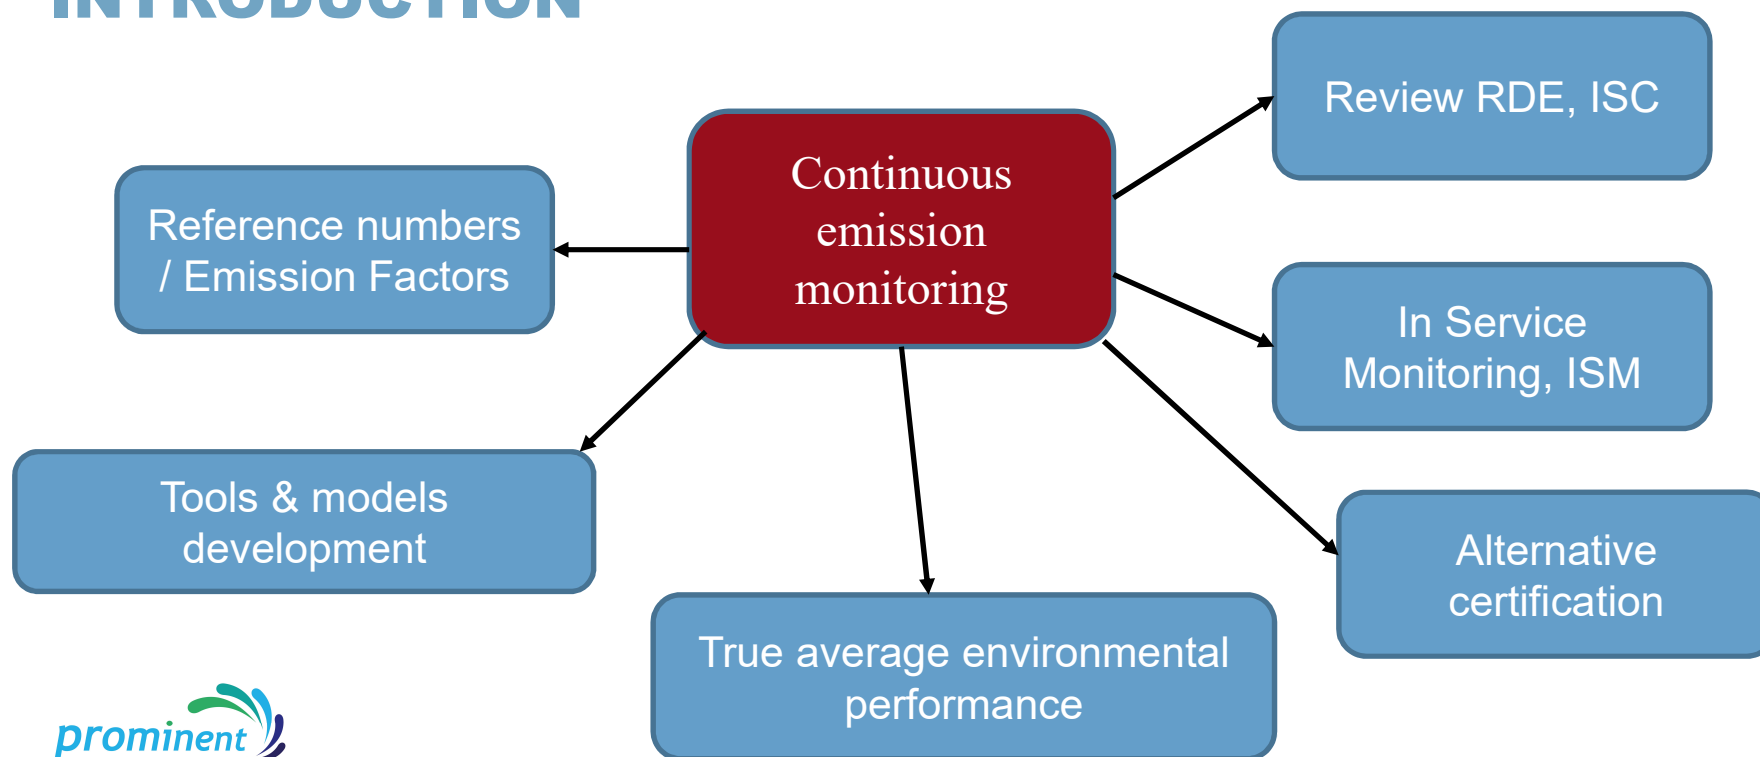 INTRODUCTION
Review RDE, ISC
Continuous
emission
monitoring
Reference numbers
/ Emission Factors
In Service
Monitoring, ISM
Tools & models
development
Alternative
certification
True average environmental
performance
prominent